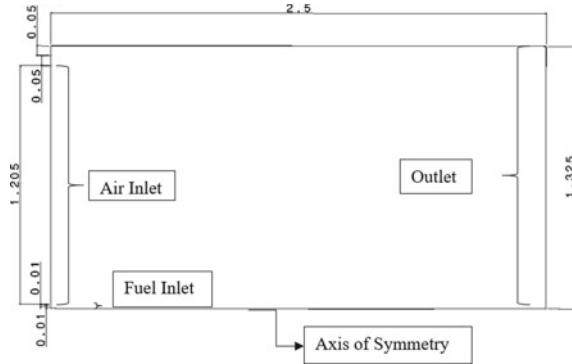 2.5
0.05
0.05
1.205
Air Inlet
Outlet
1.325
0.01
Fuel Inlet
0.01
Axis of Symmetry